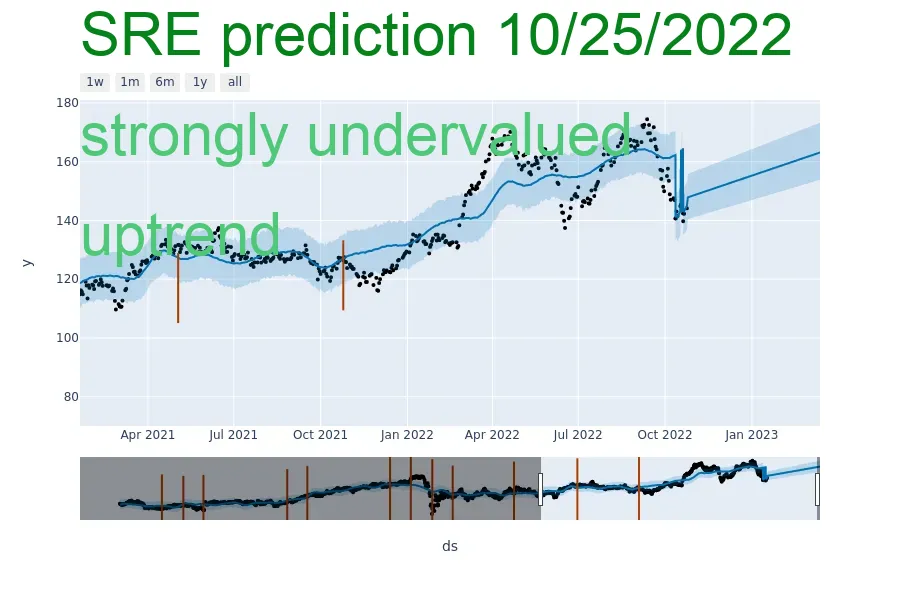 SRE prediction 10/25/2022
1w 1m 6m 1y all
180
strongly undervalued
160
140
uptrend
120
y
100
80
Apr 2021 Jul 2021 Oct 2021 Jan 2022 Apr 2022 Jul 2022 Oct 2022 Jan 2023
ds